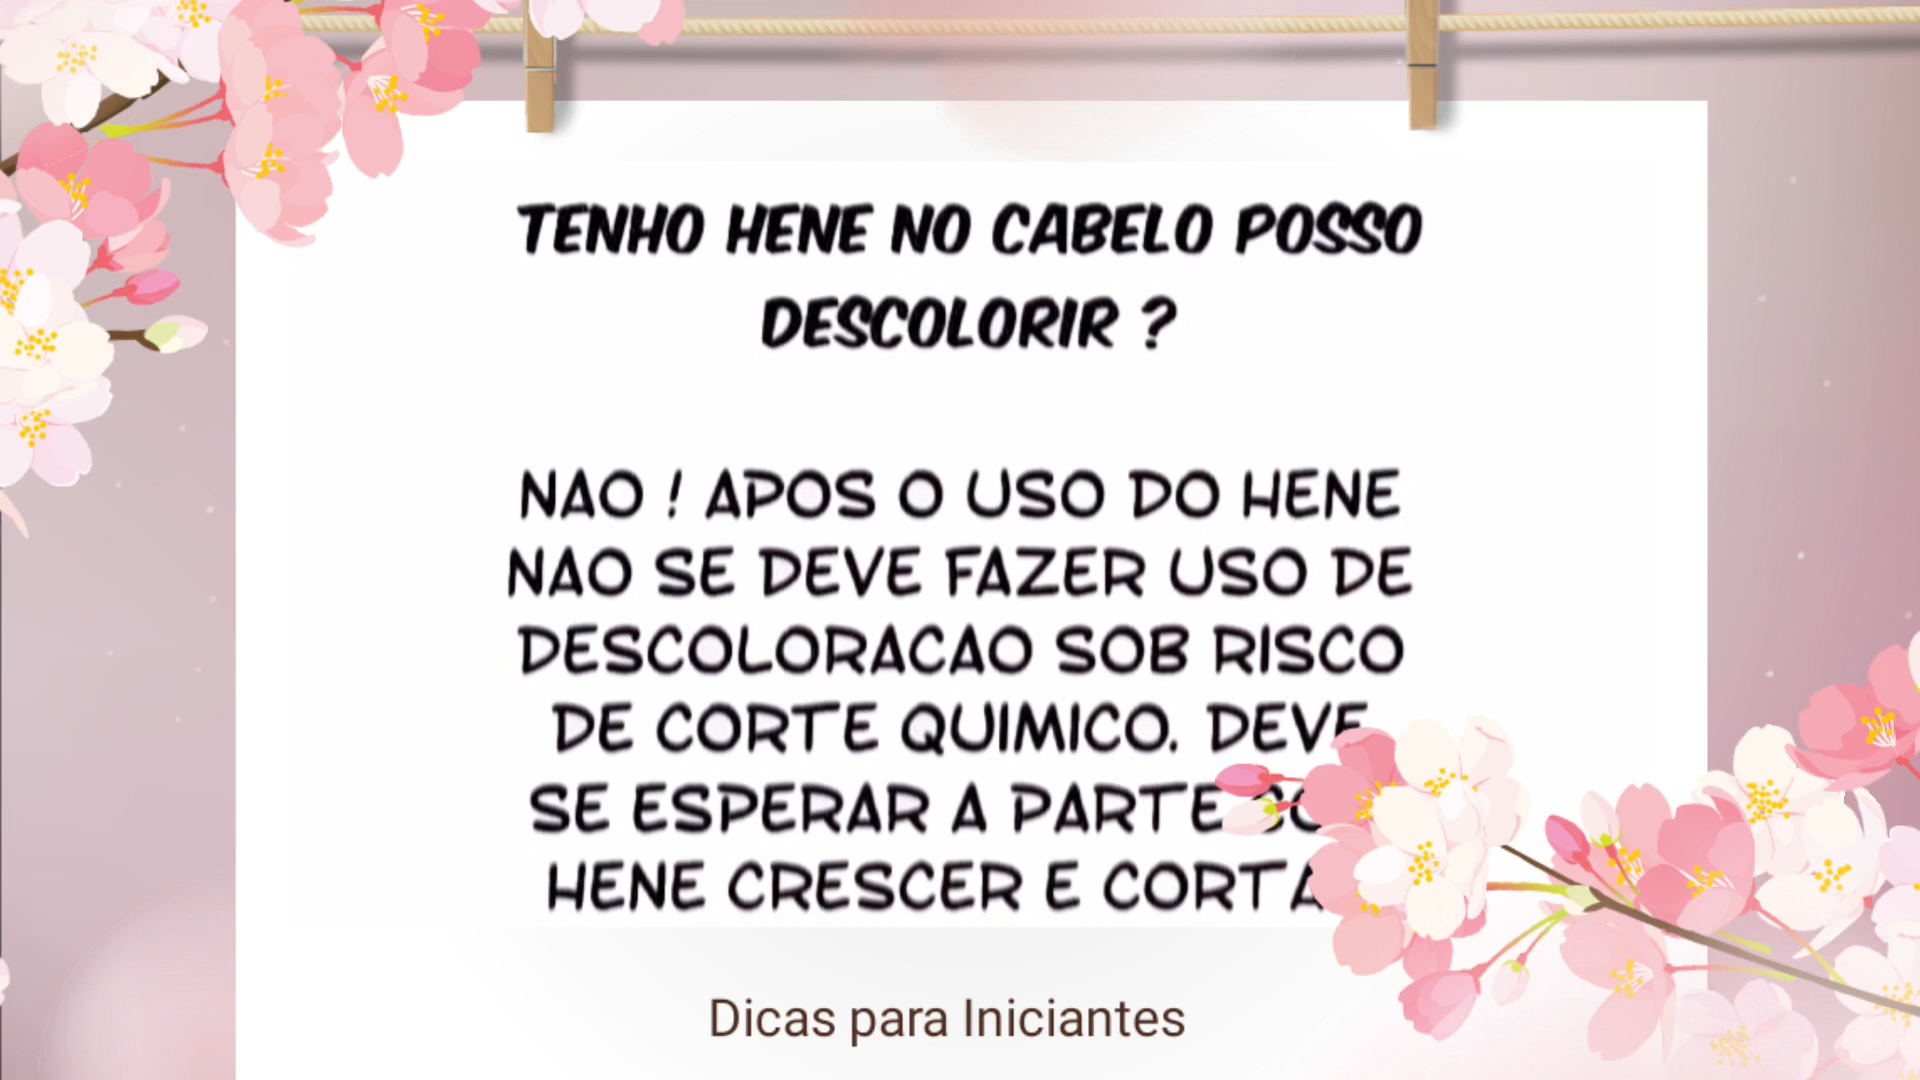 TENHO HENE NO CABELO POSSO
DESCOLORIR ?
NAO ! APOS O USO DO HENE
NAO SE DEVE FAZER USO DE
DESCOLORACAO SOB RISCO
DE CORTE QUIMICO. DEVE
SE ESPERAR A PARTE
HENE CRESCER E
Dicas para Iniciantes